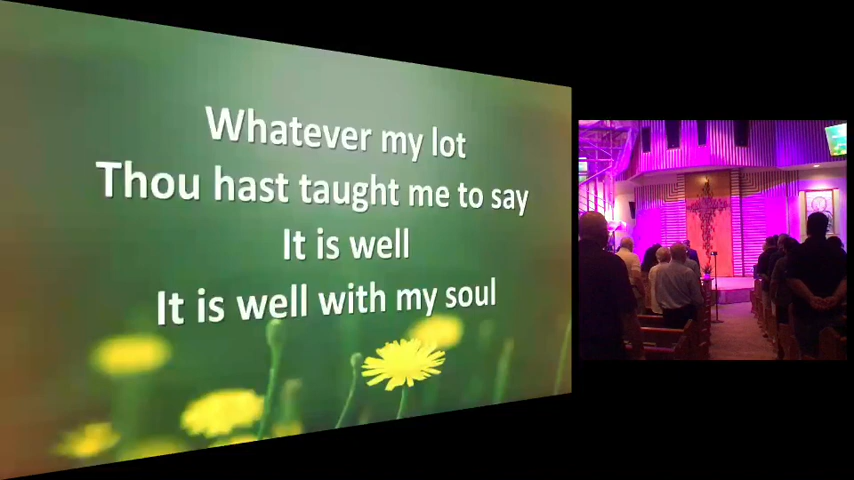 Whatever my lot
Thou hast taught me to say
It is well
It is well with my soul